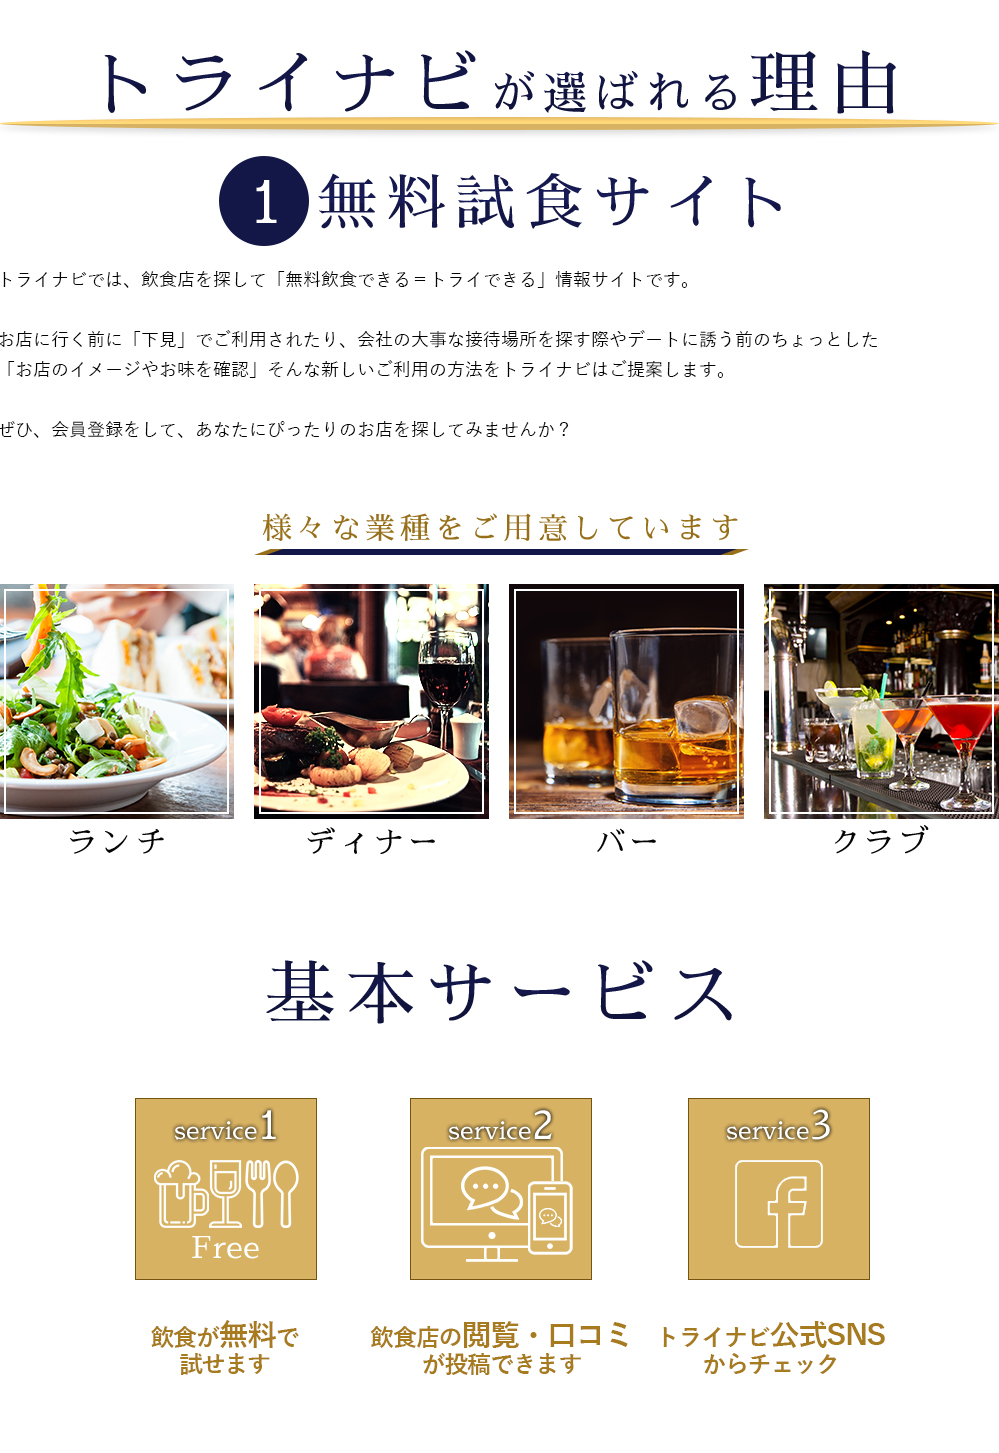 トライナビが選ばれる理由
1 無料試食サイト
トライナビでは、飲食店を探して「無料飲食できる＝トライできる」情報サイトです。
お店に行く前に「下見」でご利用されたり、会社の大事な接待場所を探す際やデートに誘う前のちょっとした
「お店のイメージやお味を確認」そんな新しいご利用の方法をトライナビはご提案します。
ぜひ、会員登録をして、あなたにぴったりのお店を探してみませんか？
様々な業種をご用意しています
ランチ
ディナー
バー
クラブ
基本サービス
service1
Free
飲食が無料で
試せます
service2
飲食店の閲覧・口コミ
が投稿できます
service3
f
トライナビ公式SNS
からチェック